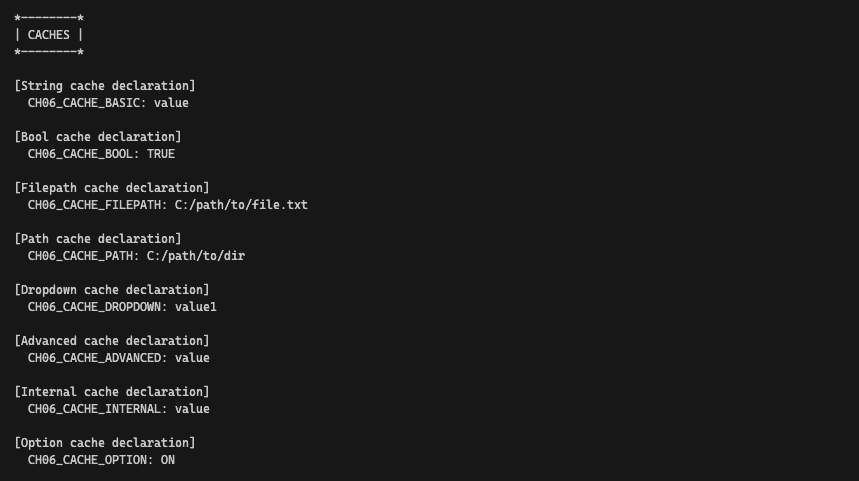 *--------*
| CACHES |
*--------*
[String cache declaration]
CH06_CACHE_BASIC: value
[Bool cache declaration]
CH06_CACHE_BOOL: TRUE
[Filepath cache declaration]
CH06_CACHE_FILEPATH: C:/path/to/file.txt
[Path cache declaration]
CH06_CACHE_PATH: C:/path/to/dir
[Dropdown cache declaration]
CH06_CACHE_DROPDOWN: value1
[Advanced cache declaration]
CH06_CACHE_ADVANCED: value
[Internal cache declaration]
CH06_CACHE_INTERNAL: value
[Option cache declaration]
CH06_CACHE_OPTION: ON